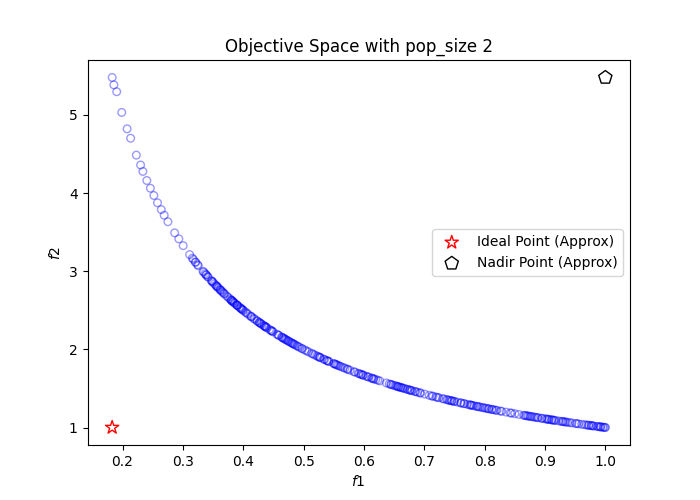 Objective Space with pop_size 2
5
4
3
2
1
f2
Ideal Point (Approx)
Nadir Point (Approx)
0.2 0.3 0.4 0.5 0.6 0.7 0.8 0.9 1.0
f1